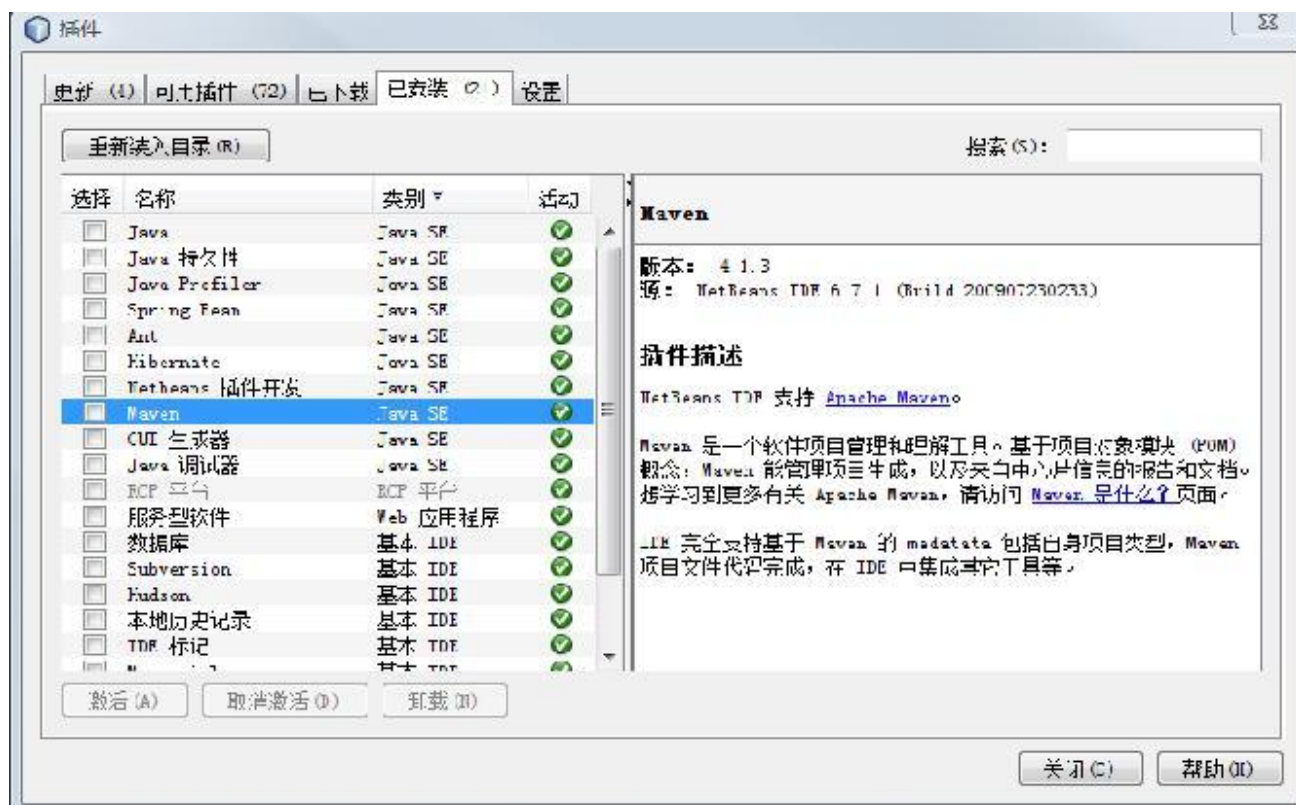 插件
更新 (4) 可用插件 (72) 已下载 已安装 (21) 设置
重新装入目录(R) 搜索(S):
选择 名称 类别 活动
Java Java SE
Java 持久性 Java SE
Java Profiler Java SE
Spring Bean Java SE
Ant Java SE
Hibernate Java SE
Netbeans 插件开发 Java SE
Maven Java SE
GUI 生成器 Java SE
Java 调试器 Java SE
RCP 平台 RCP 平台
服务型软件 Web 应用程序
数据库 基本 IDE
Subversion 基本 IDE
Hudson 基本 IDE
本地历史记录 基本 IDE
IDE 标记 基本 IDE
基本 IDE
激活(A) 取消激活(D) 卸载(N)
Maven
版本: 4.1.3
源: NetBeans IDE 6.7.1 (Build 200907230233)
插件描述
NetBeans IDE 支持 Apache Maven。
Maven 是一个软件项目管理和理解工具。基于项目对象模块 (POM)
概念, Maven 能管理项目生成, 以及来自中心片信息的报告和文档。
想学习到更多有关 Apache Maven, 请访问 Maven 是什么? 页面。
IDE 完全支持基于 Maven 的 madatata 包括自身项目类型, Maven
项目文件代码完成, 在 IDE 中集成其它工具等。
关闭(C) 帮助(H)